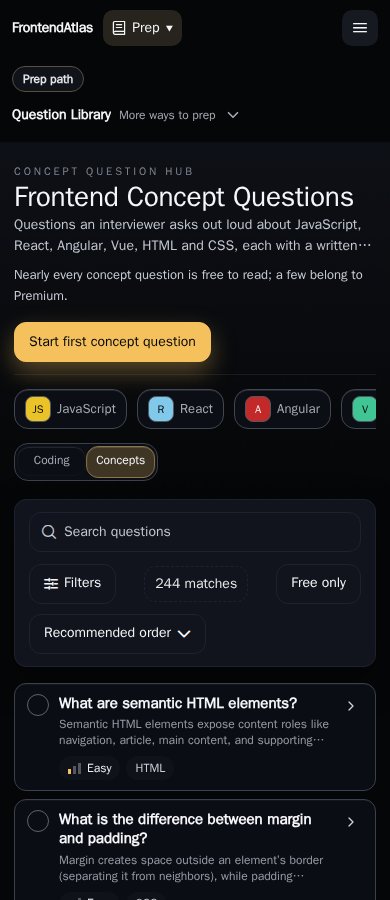 FrontendAtlas
Prep
Prep path
Question Library More ways to prep
CONCEPT QUESTION HUB
Frontend Concept Questions
Questions an interviewer asks out loud about JavaScript,
React, Angular, Vue, HTML and CSS, each with a written…
Nearly every concept question is free to read; a few belong to
Premium.
Start first concept question
JS JavaScript R React A Angular V
Coding Concepts
Search questions
Filters 244 matches Free only
Recommended order
What are semantic HTML elements?
Semantic HTML elements expose content roles like
navigation, article, main content, and supporting…
Easy HTML
What is the difference between margin
and padding?
Margin creates space outside an element's border
(separating it from neighbors), while padding…